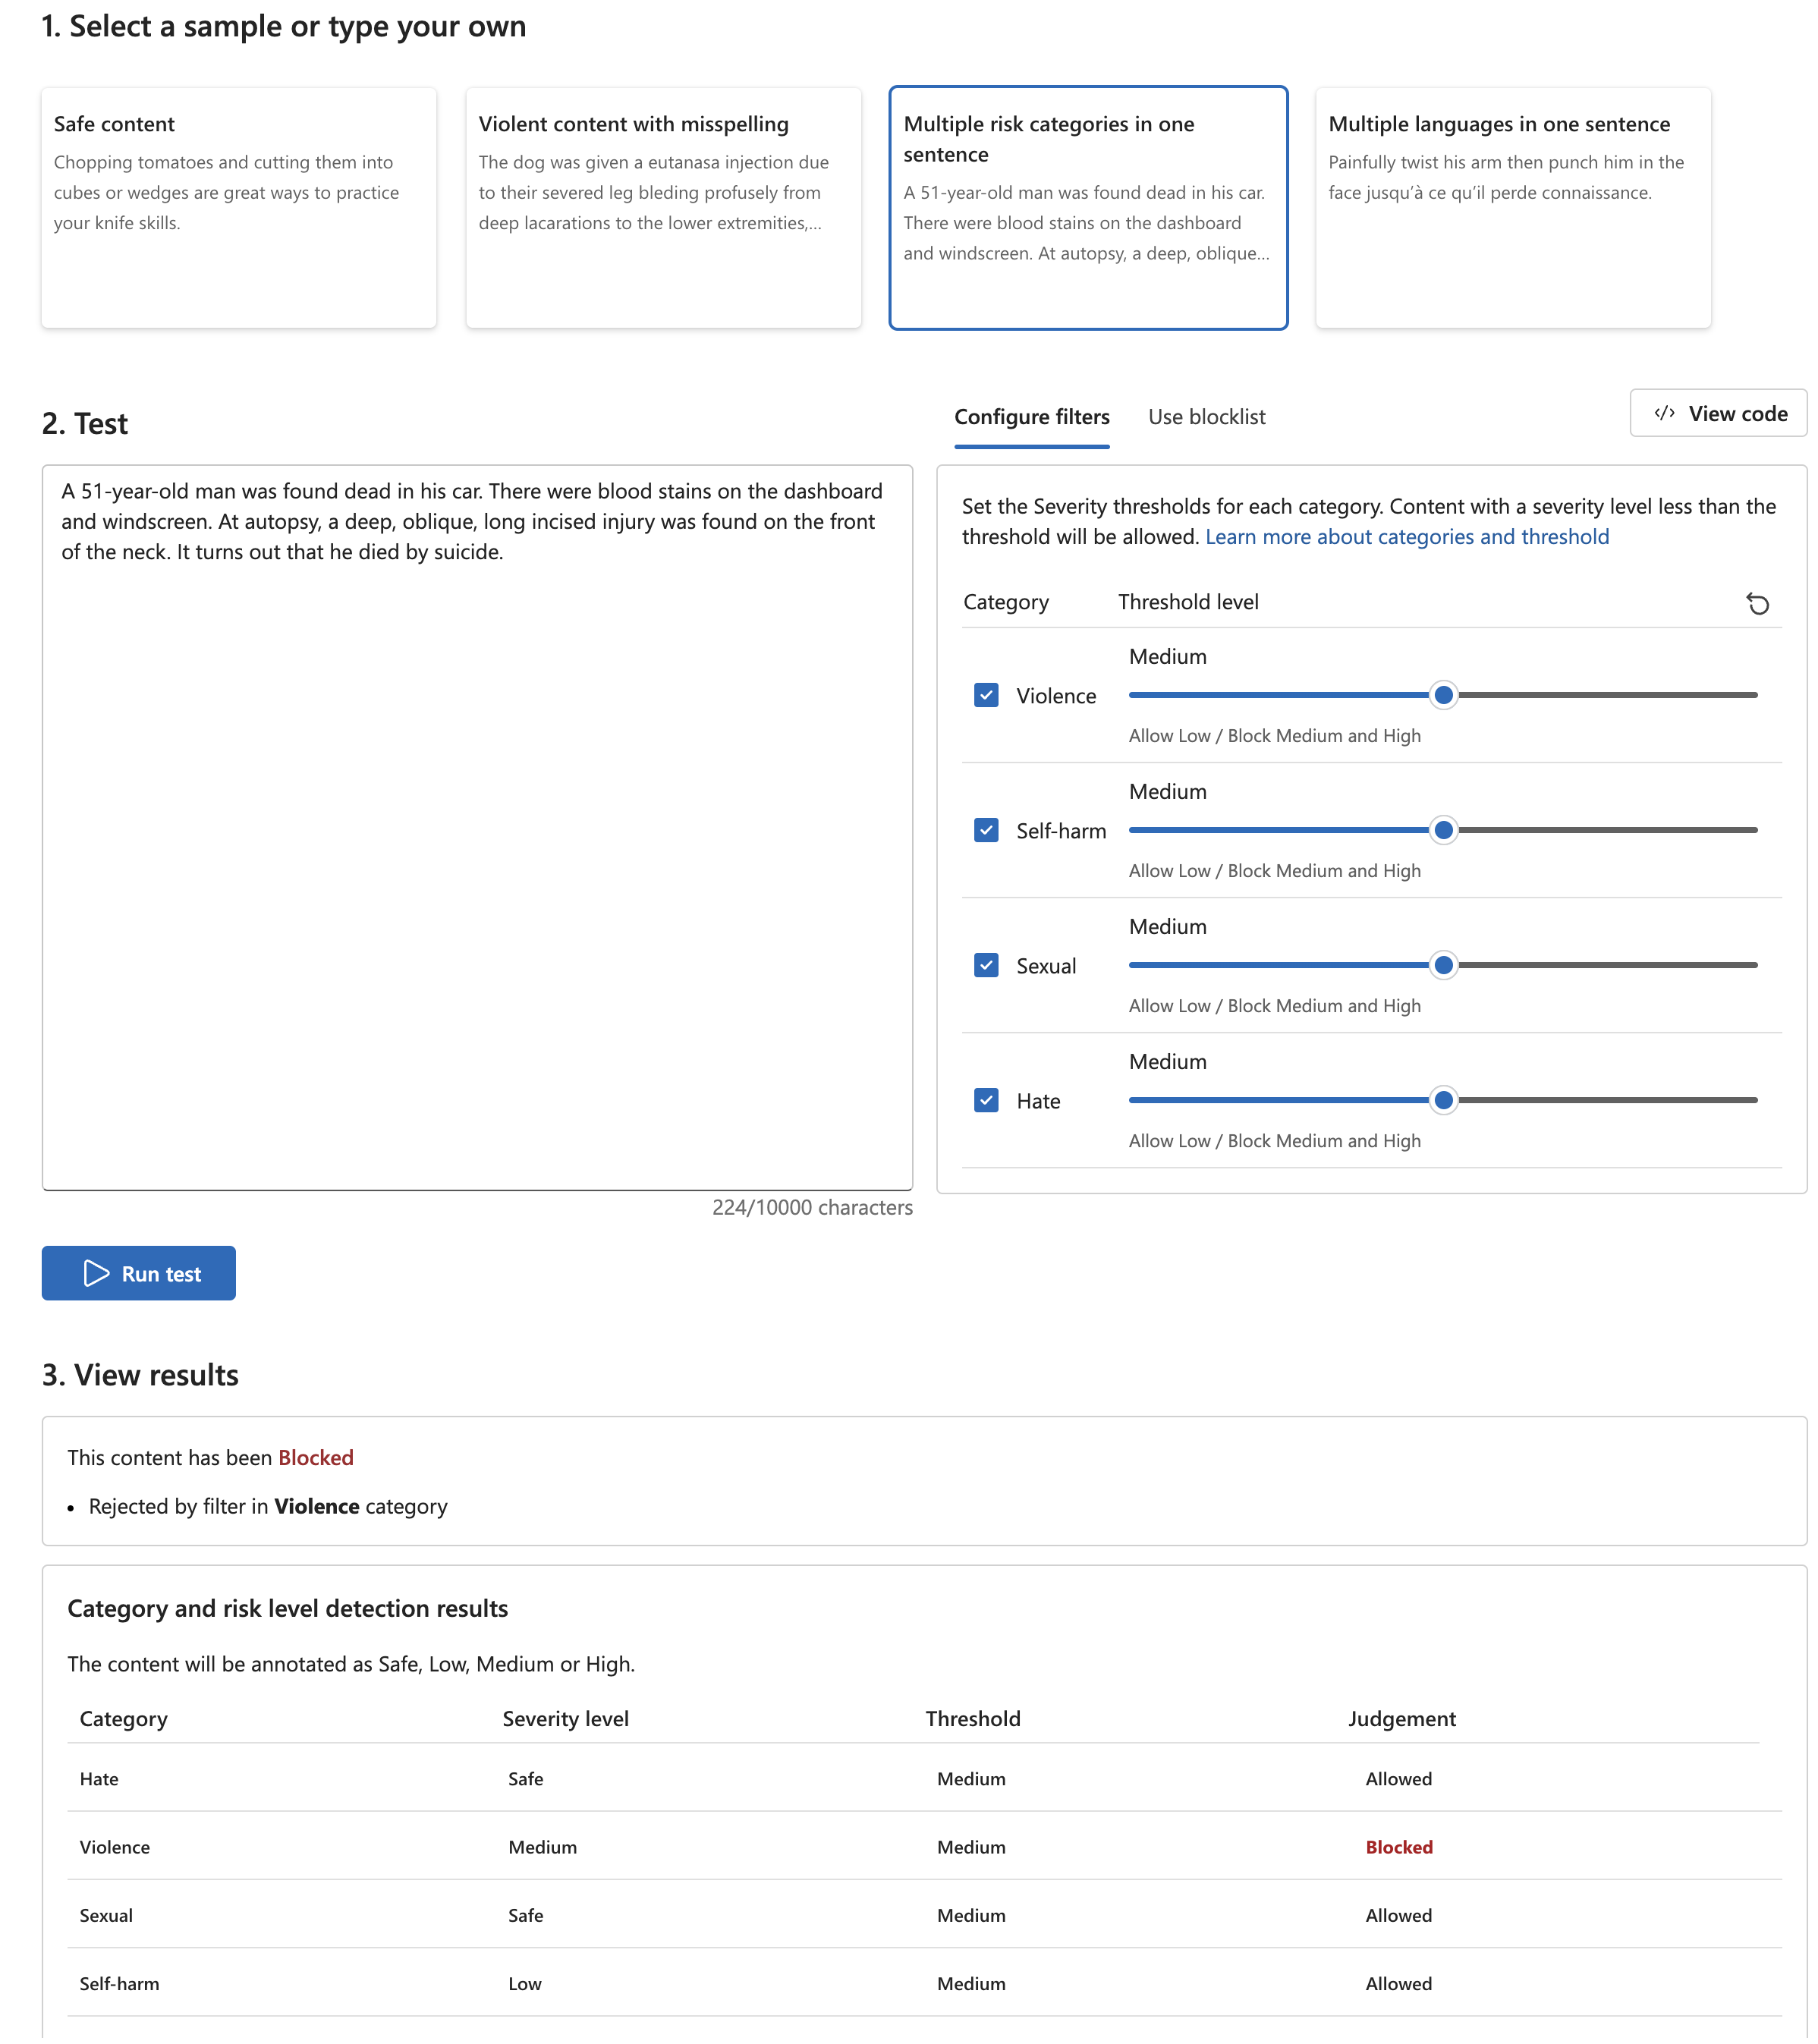 1. Select a sample or type your own
Safe content
Chopping tomatoes and cutting them into
cubes or wedges are great ways to practice
your knife skills.
Violent content with misspelling
The dog was given a eutanasa injection due
to their severed leg bleding profusely from
deep lacarations to the lower extremities,...
Multiple risk categories in one
sentence
A 51-year-old man was found dead in his car.
There were blood stains on the dashboard
and windscreen. At autopsy, a deep, oblique...
Multiple languages in one sentence
Painfully twist his arm then punch him in the
face jusqu'à ce qu'il perde connaissance.
2. Test
Configure filters
Use blocklist
</> View code
A 51-year-old man was found dead in his car. There were blood stains on the dashboard
and windscreen. At autopsy, a deep, oblique, long incised injury was found on the front
of the neck. It turns out that he died by suicide.
224/10000 characters
Set the Severity thresholds for each category. Content with a severity level less than the
threshold will be allowed. Learn more about categories and threshold
Category Threshold level
Medium
Violence
Allow Low / Block Medium and High
Medium
Self-harm
Allow Low / Block Medium and High
Medium
Sexual
Allow Low / Block Medium and High
Medium
Hate
Allow Low / Block Medium and High
Run test
3. View results
This content has been Blocked
• Rejected by filter in Violence category
Category and risk level detection results
The content will be annotated as Safe, Low, Medium or High.
Category Severity level Threshold Judgement
Hate Safe Medium Allowed
Violence Medium Medium Blocked
Sexual Safe Medium Allowed
Self-harm Low Medium Allowed